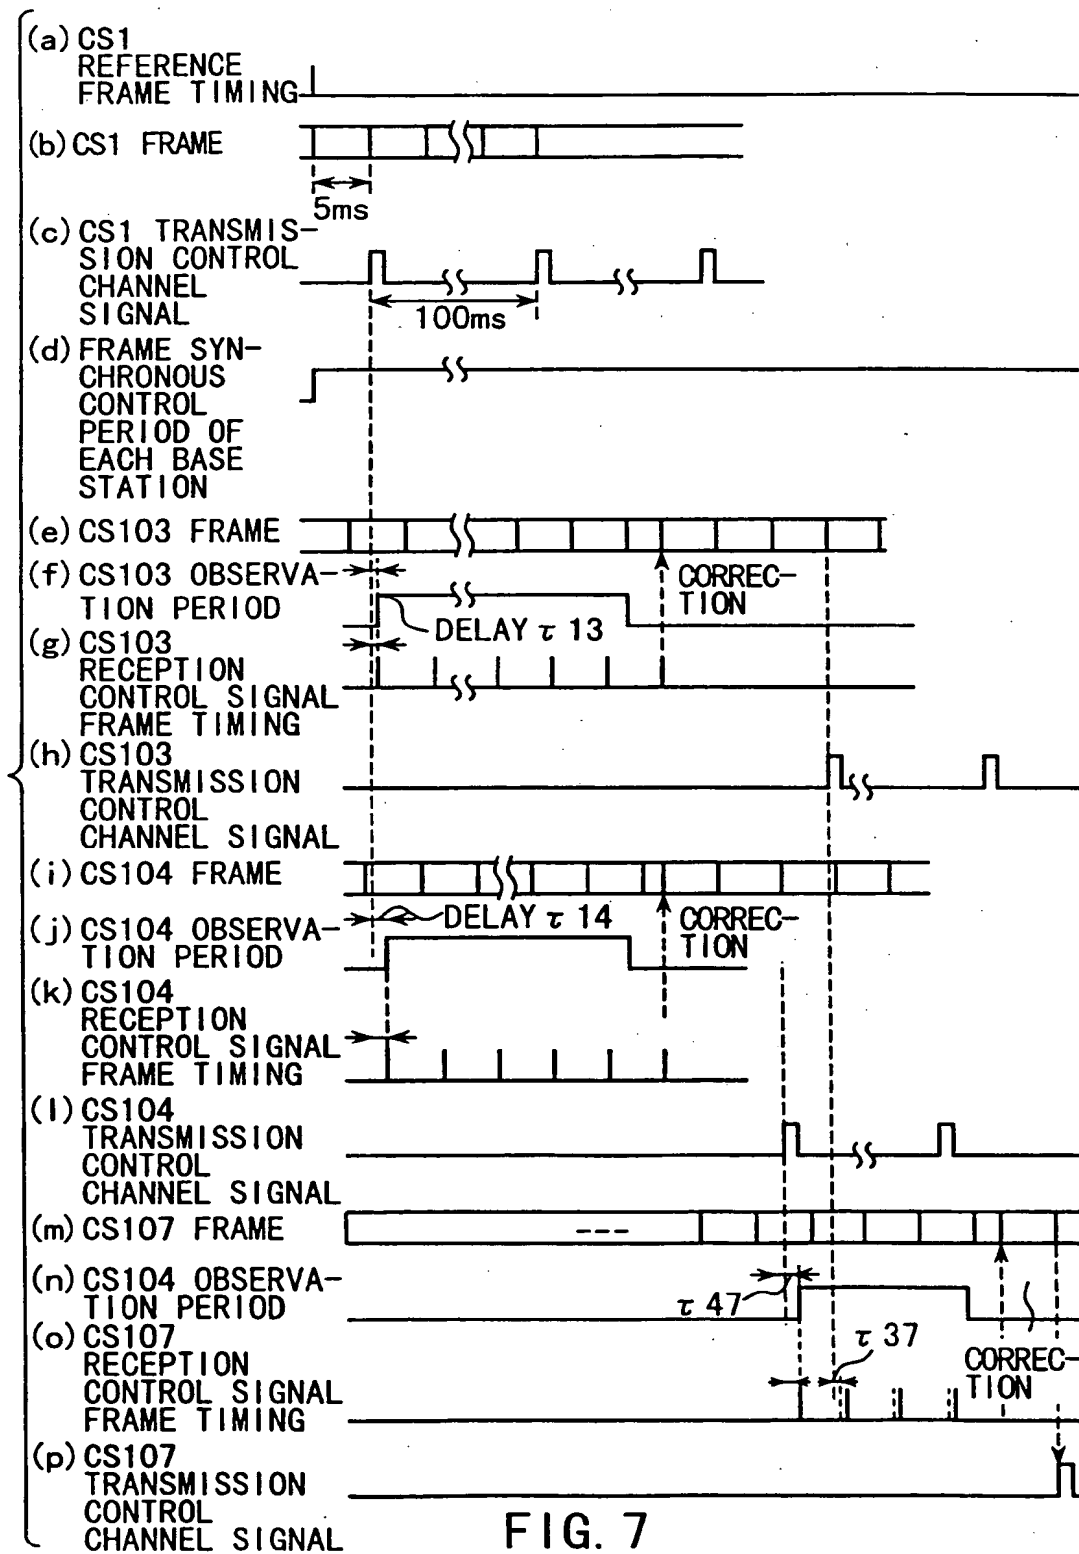 (a) CS1
REFERENCE
FRAME TIMING
(b) CS1 FRAME
5ms
(c) CS1 TRANSMIS-
SION CONTROL
CHANNEL
SIGNAL
100ms
(d) FRAME SYN-
CHRONOUS
CONTROL
PERIOD OF
EACH BASE
STATION
(e) CS103 FRAME
(f) CS103 OBSERVA-
TION PERIOD
CORREC-
TION
DELAY τ 13
(g) CS103
RECEPTION
CONTROL SIGNAL
FRAME TIMING
(h) CS103
TRANSMISSION
CONTROL
CHANNEL SIGNAL
(i) CS104 FRAME
(j) CS104 OBSERVA-
TION PERIOD
DELAY τ 14
CORREC-
TION
(k) CS104
RECEPTION
CONTROL SIGNAL
FRAME TIMING
(l) CS104
TRANSMISSION
CONTROL
CHANNEL SIGNAL
(m) CS107 FRAME
(n) CS104 OBSERVA-
TION PERIOD
τ 47
(o) CS107
RECEPTION
CONTROL SIGNAL
FRAME TIMING
τ 37
CORREC-
TION
(p) CS107
TRANSMISSION
CONTROL
CHANNEL SIGNAL
FIG. 7